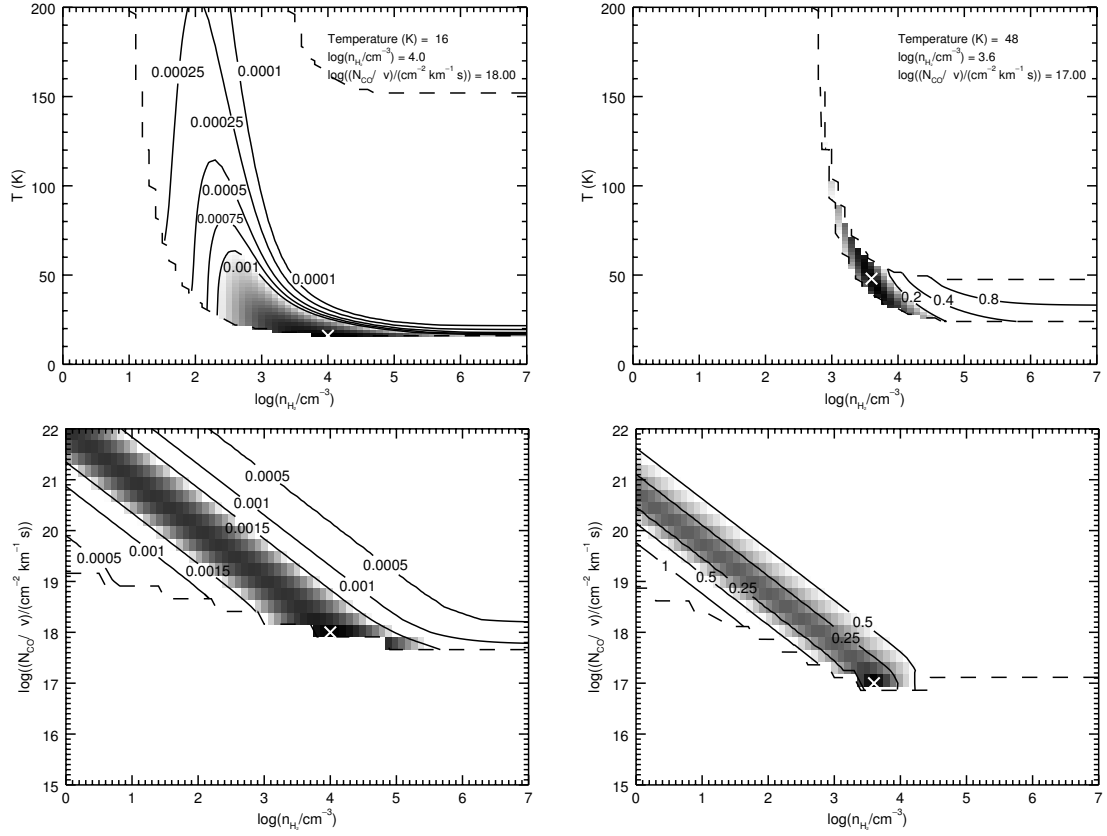 200
150
100
50
0
T (K)
0 1 2 3 4 5 6 7
log(n_H₂/cm⁻³)
Temperature (K) = 16
log(n_H₂/cm⁻³) = 4.0
log((N_CO/ v)/(cm⁻² km⁻¹ s)) = 18.00
0.00025
0.0001
0.00025
0.0005
0.00075
0.001
0.0001
200
150
100
50
0
T (K)
0 1 2 3 4 5 6 7
log(n_H₂/cm⁻³)
Temperature (K) = 48
log(n_H₂/cm⁻³) = 3.6
log((N_CO/ v)/(cm⁻² km⁻¹ s)) = 17.00
0.2
0.4
0.8
22
21
20
19
18
17
16
15
log((N_CO/ v)/(cm⁻² km⁻¹ s))
0 1 2 3 4 5 6 7
log(n_H₂/cm⁻³)
0.0005
0.001
0.0015
0.0005
0.0005
0.001
0.0015
0.001
22
21
20
19
18
17
16
15
log((N_CO/ v)/(cm⁻² km⁻¹ s))
0 1 2 3 4 5 6 7
log(n_H₂/cm⁻³)
1
0.5
0.25
0.5
0.25